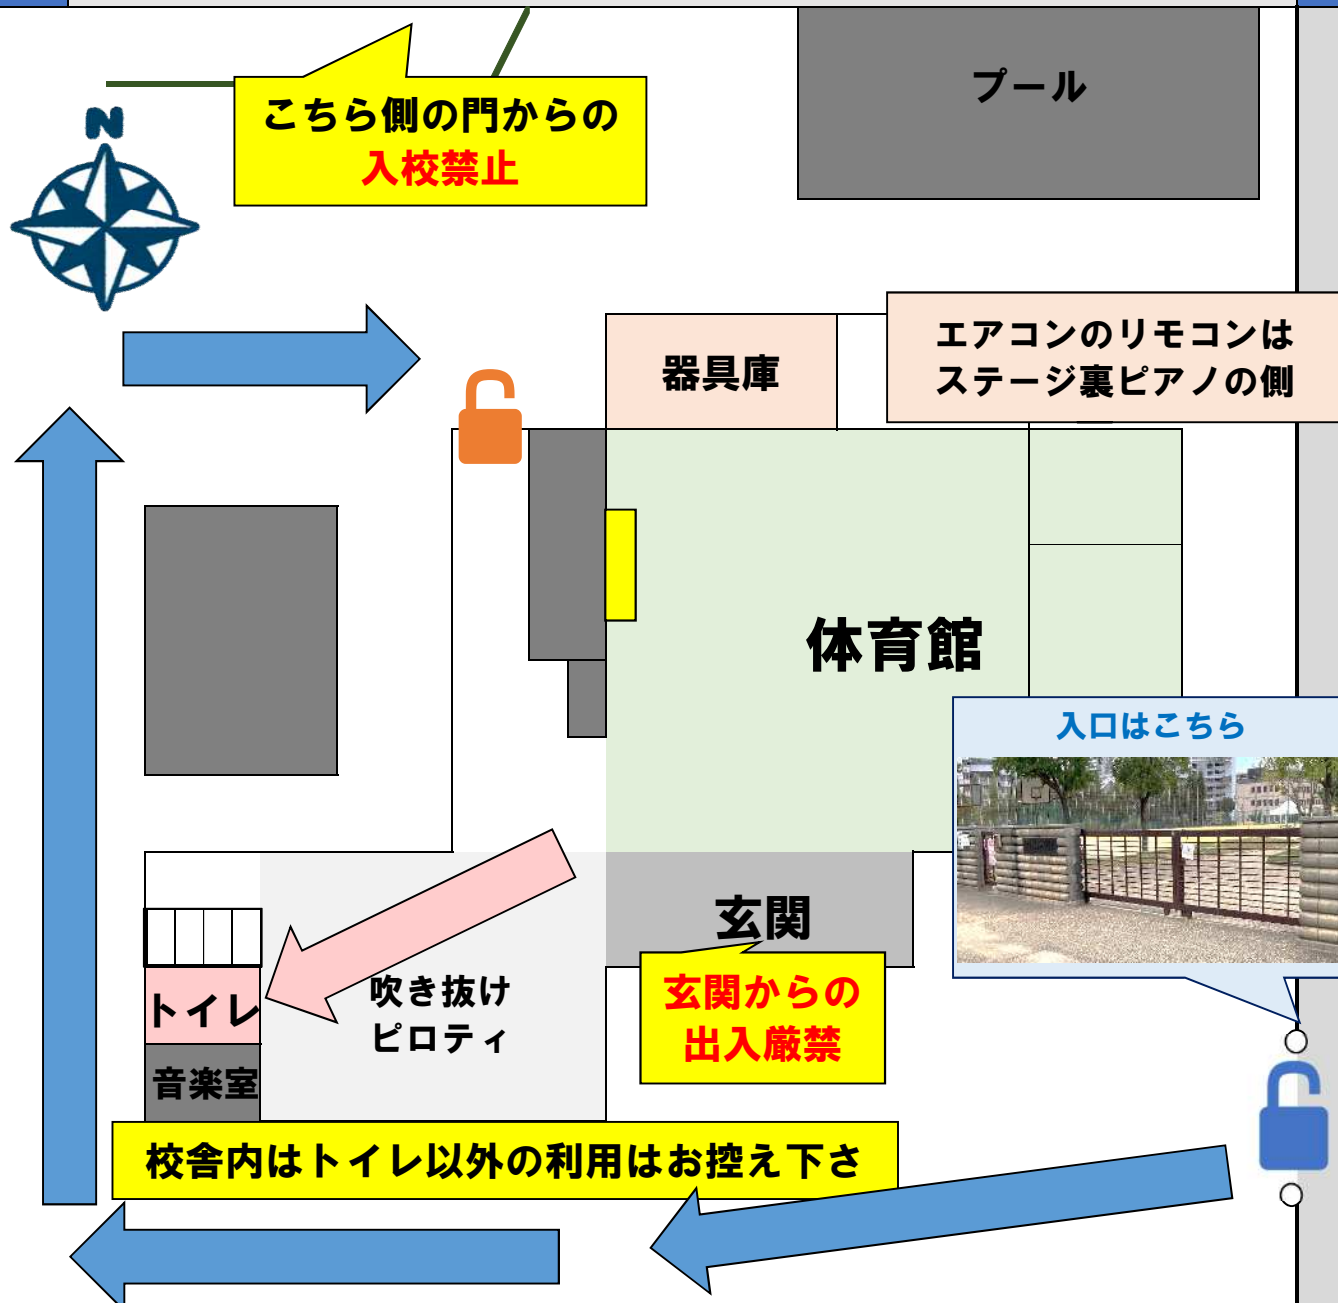 こちら側の門からの
入校禁止
プール
N
エアコンのリモコンは
ステージ裏ピアノの側
器具庫
体育館
入口はこちら
玄関
玄関からの
出入厳禁
吹き抜け
ピロティ
トイレ
音楽室
校舎内はトイレ以外の利用はお控え下さ